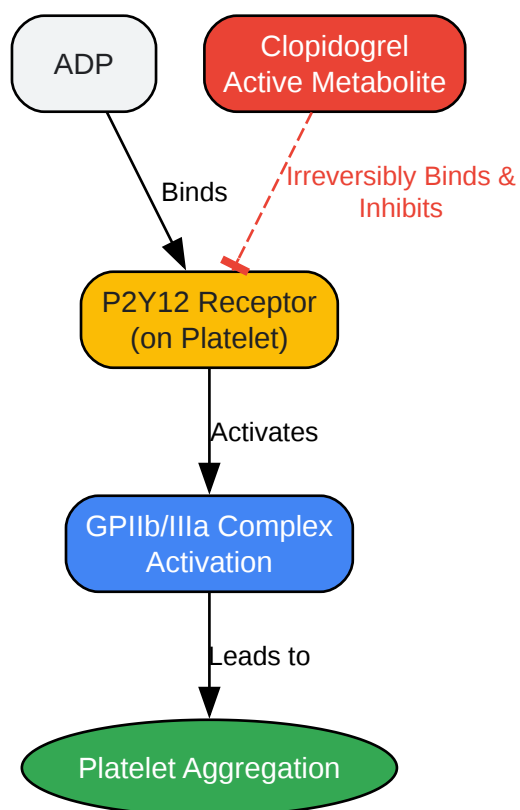 ADP
Clopidogrel
Active Metabolite
Binds
Irreversibly Binds &
Inhibits
P2Y12 Receptor
(on Platelet)
Activates
GPIIb/IIIa Complex
Activation
Leads to
Platelet Aggregation